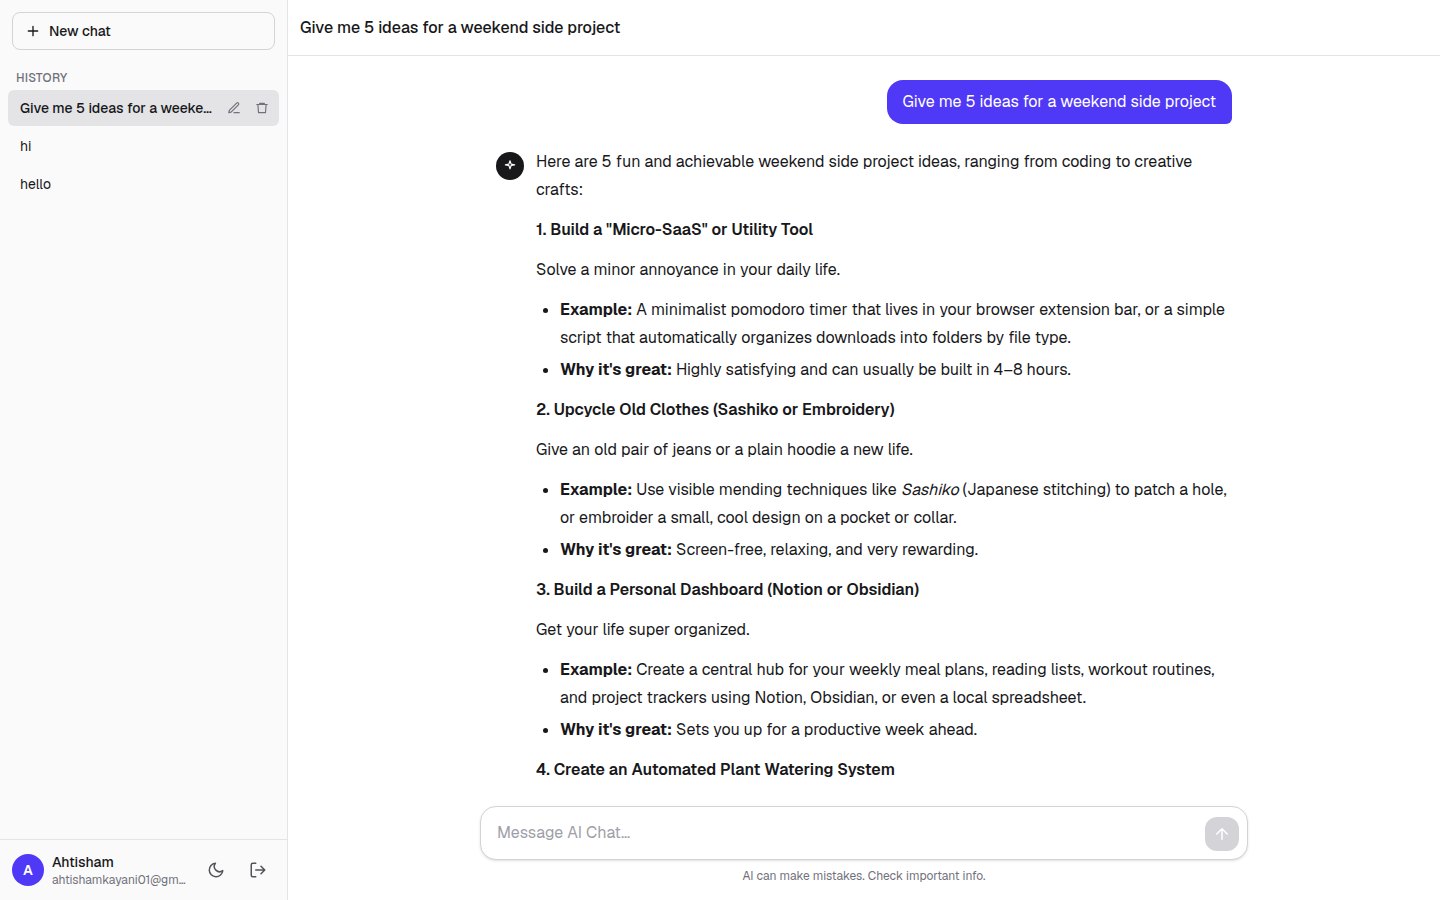 New chat
HISTORY
Give me 5 ideas for a weeke...
hi
hello
Ahtisham
A
ahtishamkayani01@gm...
Give me 5 ideas for a weekend side project
Give me 5 ideas for a weekend side project
Here are 5 fun and achievable weekend side project ideas, ranging from coding to creative
crafts:
1. Build a "Micro-SaaS" or Utility Tool
Solve a minor annoyance in your daily life.
• Example: A minimalist pomodoro timer that lives in your browser extension bar, or a simple
script that automatically organizes downloads into folders by file type.
• Why it's great: Highly satisfying and can usually be built in 4–8 hours.
2. Upcycle Old Clothes (Sashiko or Embroidery)
Give an old pair of jeans or a plain hoodie a new life.
• Example: Use visible mending techniques like Sashiko (Japanese stitching) to patch a hole,
or embroider a small, cool design on a pocket or collar.
• Why it's great: Screen-free, relaxing, and very rewarding.
3. Build a Personal Dashboard (Notion or Obsidian)
Get your life super organized.
• Example: Create a central hub for your weekly meal plans, reading lists, workout routines,
and project trackers using Notion, Obsidian, or even a local spreadsheet.
• Why it's great: Sets you up for a productive week ahead.
4. Create an Automated Plant Watering System
Message AI Chat...
AI can make mistakes. Check important info.